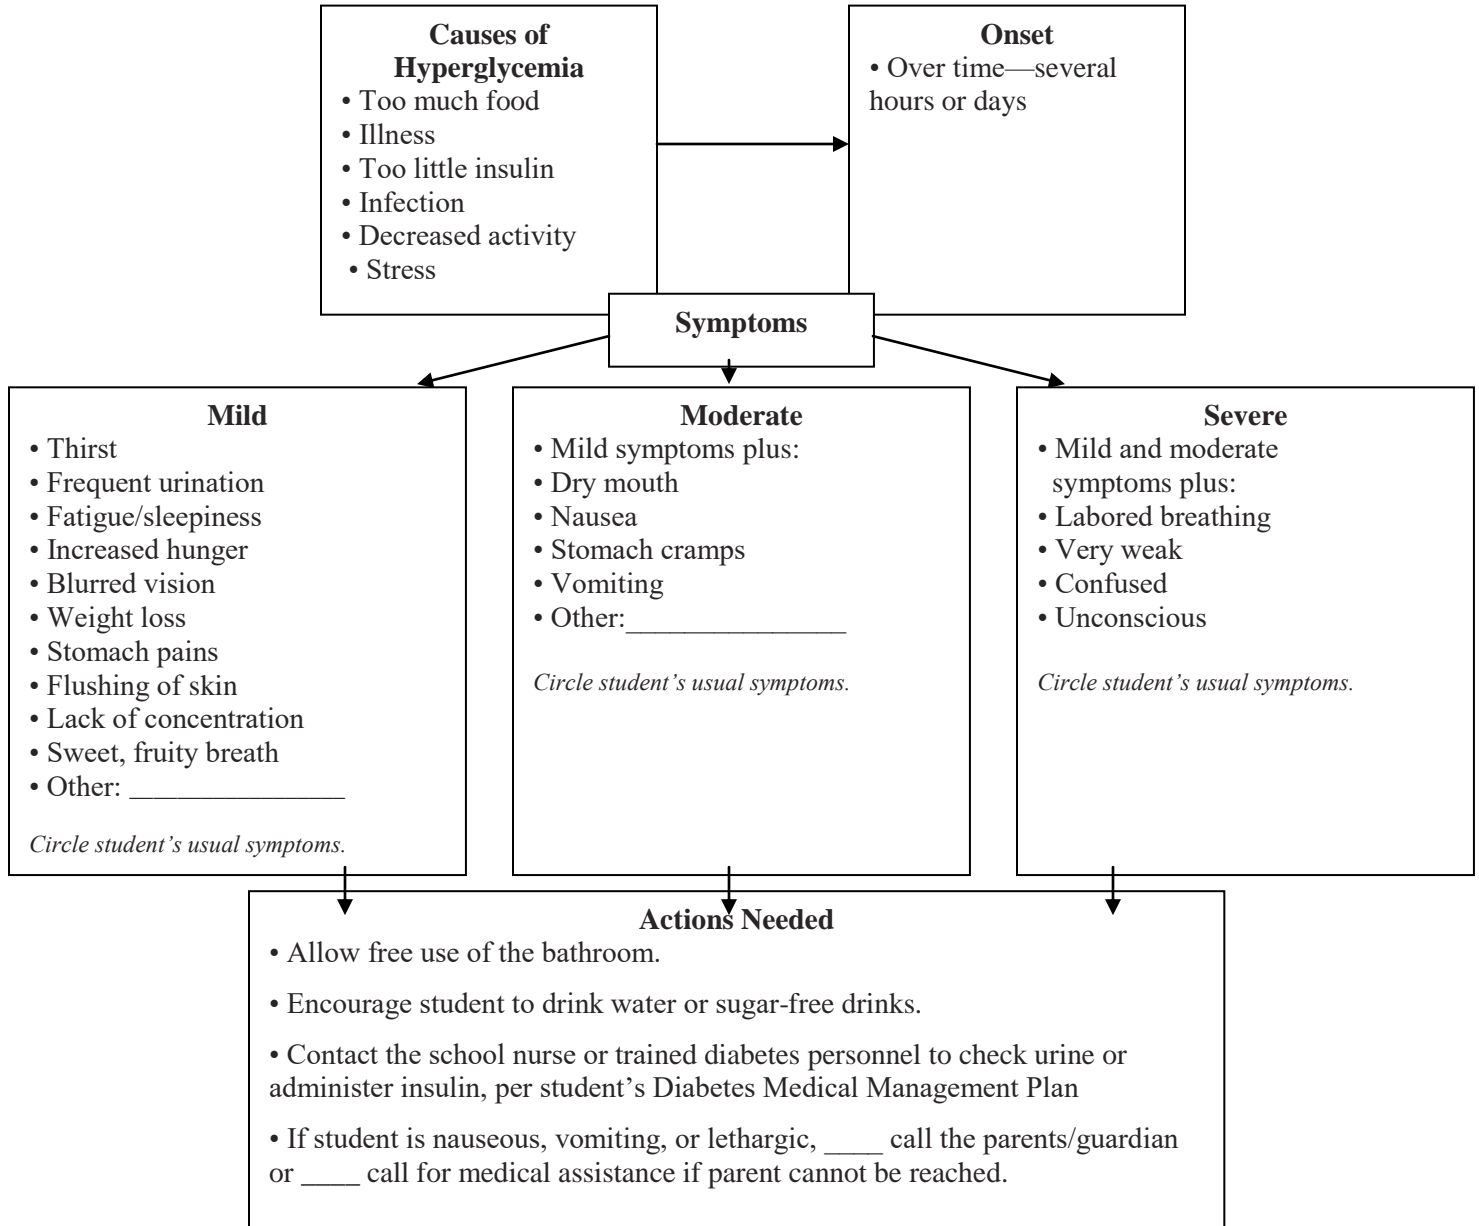 Causes of
Hyperglycemia
• Too much food
• Illness
• Too little insulin
• Infection
• Decreased activity
• Stress
Onset
• Over time—several
hours or days
Symptoms
Mild
• Thirst
• Frequent urination
• Fatigue/sleepiness
• Increased hunger
• Blurred vision
• Weight loss
• Stomach pains
• Flushing of skin
• Lack of concentration
• Sweet, fruity breath
• Other: _______________
Circle student’s usual symptoms.
Moderate
• Mild symptoms plus:
• Dry mouth
• Nausea
• Stomach cramps
• Vomiting
• Other:_______________
Circle student’s usual symptoms.
Severe
• Mild and moderate
symptoms plus:
• Labored breathing
• Very weak
• Confused
• Unconscious
Circle student’s usual symptoms.
Actions Needed
• Allow free use of the bathroom.
• Encourage student to drink water or sugar-free drinks.
• Contact the school nurse or trained diabetes personnel to check urine or
administer insulin, per student’s Diabetes Medical Management Plan
• If student is nauseous, vomiting, or lethargic, ____ call the parents/guardian
or ____ call for medical assistance if parent cannot be reached.